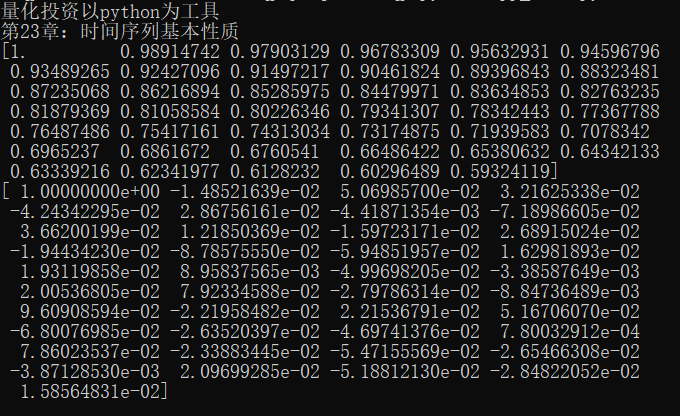 量化投资以python为工具
第23章：时间序列基本性质
[1.         0.98914742 0.97903129 0.96783309 0.95632931 0.94596796
 0.93489265 0.92427096 0.91497217 0.90461824 0.89396843 0.88323481
 0.87235068 0.86216894 0.85285975 0.84479971 0.83634853 0.82763235
 0.81879369 0.81058584 0.80226346 0.79341307 0.78342443 0.77367788
 0.76487486 0.75417161 0.74313034 0.73174875 0.71939583 0.7078342
 0.6965237  0.6861672  0.6760541  0.66486422 0.65380632 0.64342133
 0.63339216 0.62341977 0.6128232  0.60296489 0.59324119]
[ 1.00000000e+00 -1.48521639e-02  5.06985700e-02  3.21625338e-02
 -4.24342295e-02  2.86756161e-02 -4.41871354e-03 -7.18986605e-02
  3.66200199e-02  1.21850369e-02 -1.59723171e-02  2.68915024e-02
 -1.94434230e-02 -8.78575550e-02 -5.94851957e-02  1.62981893e-02
  1.93119858e-02  8.95837565e-03 -4.99698205e-02 -3.38587649e-03
  2.00536805e-02  7.92334588e-02 -2.79786314e-02 -8.84736489e-03
  9.60908594e-02 -2.21958482e-02  2.21536791e-02  5.16706070e-02
 -6.80076985e-02 -2.63520397e-02 -4.69741376e-02  7.80032912e-04
  7.86023537e-02 -2.33883445e-02 -5.47155569e-02 -2.65466308e-02
 -3.87128530e-03  2.09699285e-02 -5.18812130e-02 -2.84822052e-02
  1.58564831e-02]